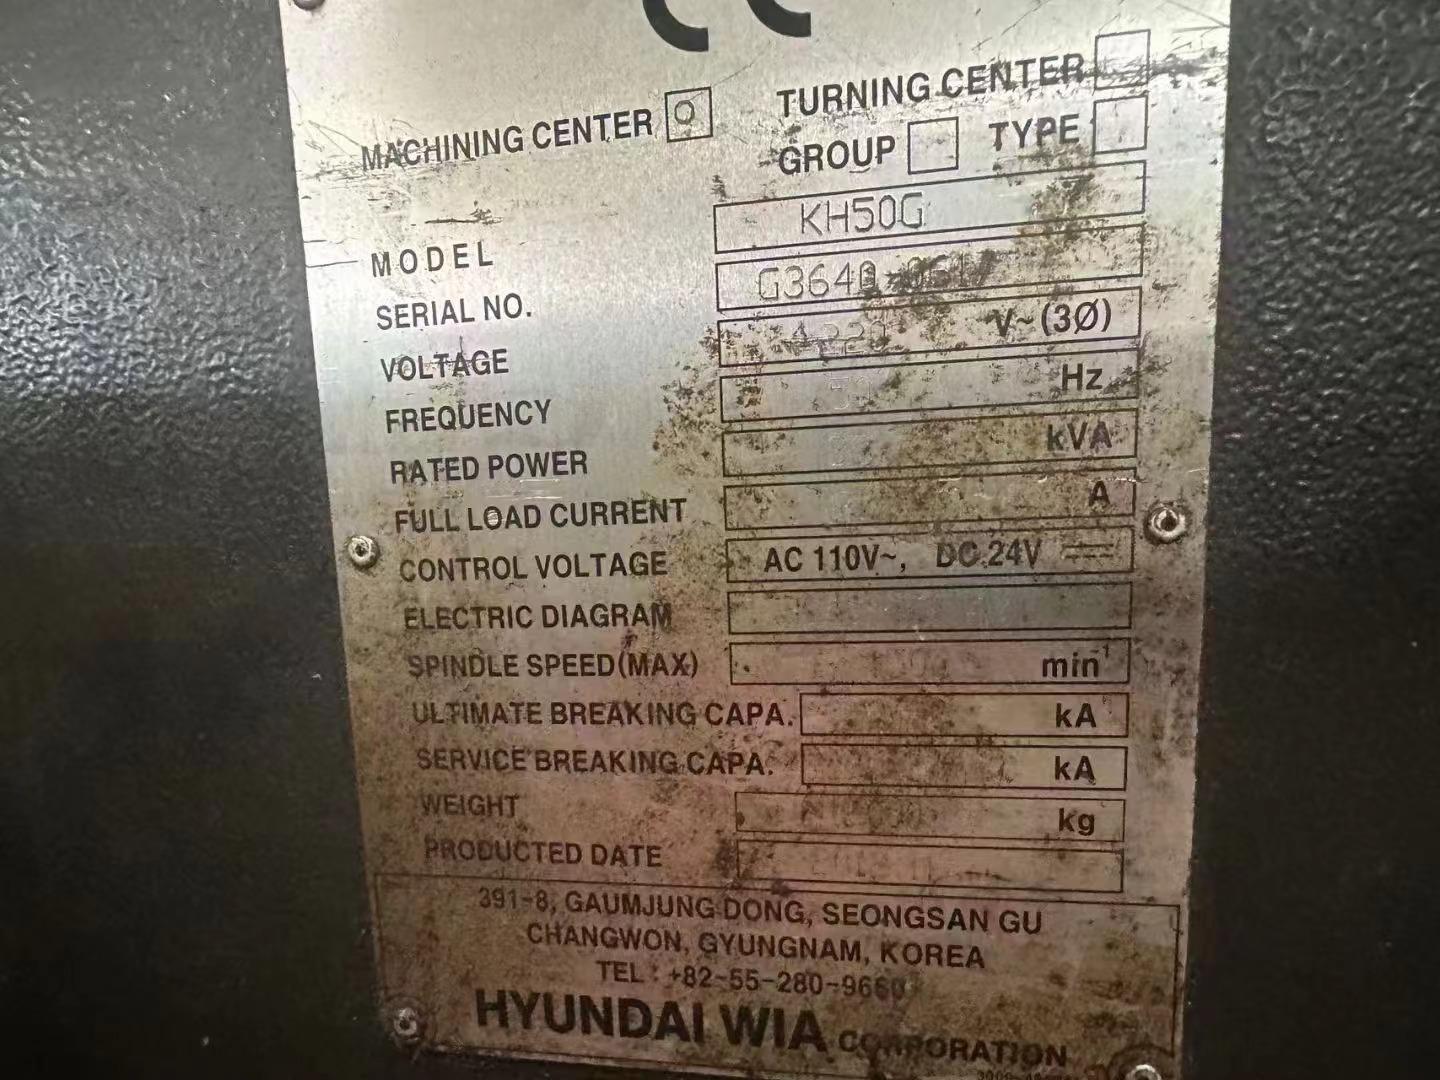 CE
MACHINING CENTER O TURNING CENTER
GROUP TYPE
MODEL KH50G
SERIAL NO.
VOLTAGE 220 V~(3Ø)
FREQUENCY Hz
RATED POWER kVA
FULL LOAD CURRENT A
CONTROL VOLTAGE AC 110V~, DC 24V
ELECTRIC DIAGRAM
SPINDLE SPEED(MAX) min⁻¹
ULTIMATE BREAKING CAPA. kA
SERVICE BREAKING CAPA. kA
WEIGHT kg
PRODUCTED DATE
391-8, GAUMJUNG DONG, SEONGSAN GU
CHANGWON, GYUNGNAM, KOREA
TEL : +82-55-280-9660
HYUNDAI WIA CORPORATION